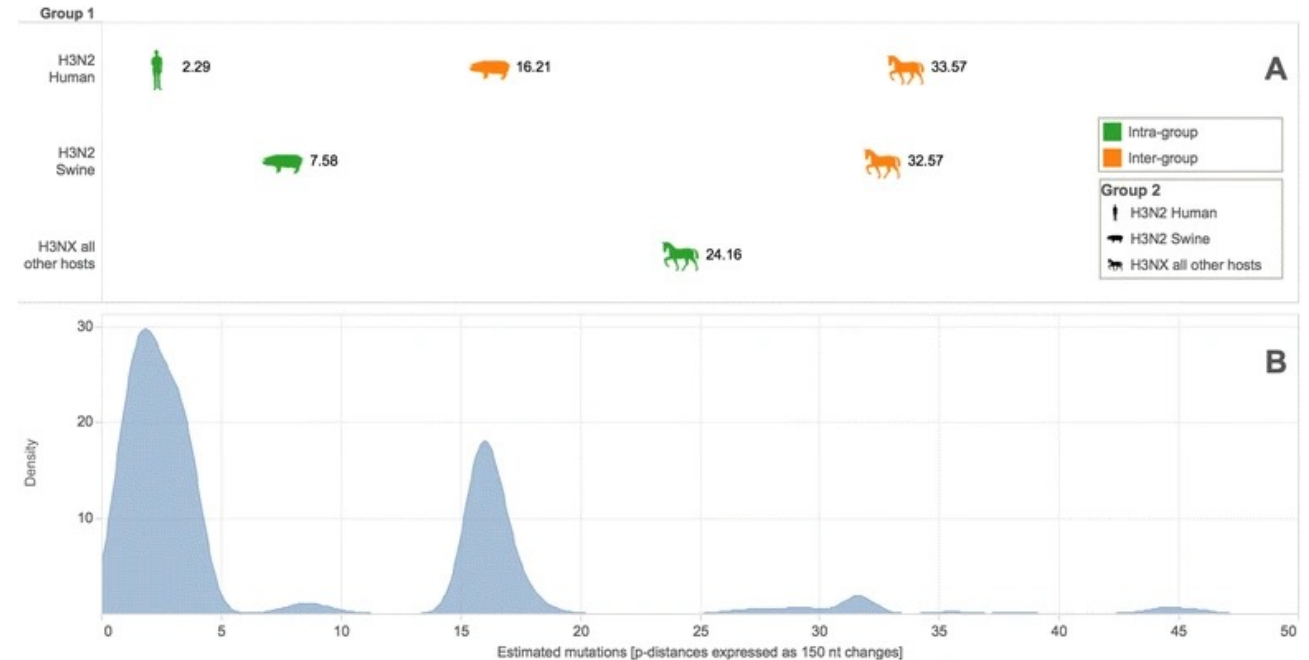 Group 1
H3N2
Human
2.29
16.21
33.57
A
Intra-group
Inter-group
H3N2
Swine
7.58
32.57
Group 2
H3N2 Human
H3N2 Swine
H3NX all other hosts
H3NX all
other hosts
24.16
B
30
20
10
Density
0 5 10 15 20 25 30 35 40 45 50
Estimated mutations [p-distances expressed as 150 nt changes]